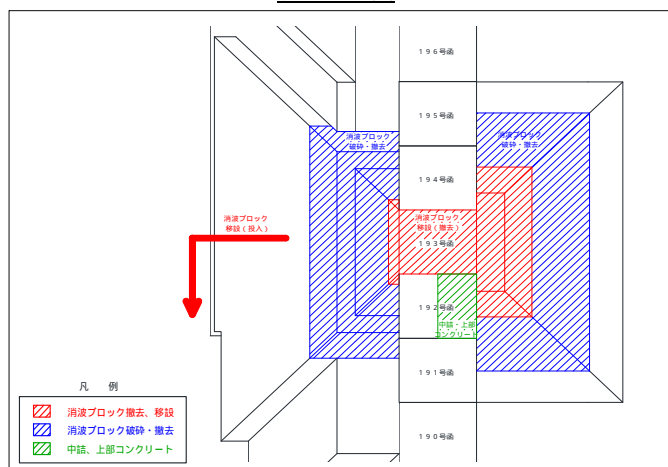 196号函
195号函
消波ブロック
破砕・撤去
消波ブロック
破砕・撤去
194号函
消波ブロック
移設(投入)
消波ブロック
移設(撤去)
193号函
192号函
中詰・上部
コンクリート
191号函
190号函
凡 例
消波ブロック撤去、移設
消波ブロック破砕・撤去
中詰、上部コンクリート